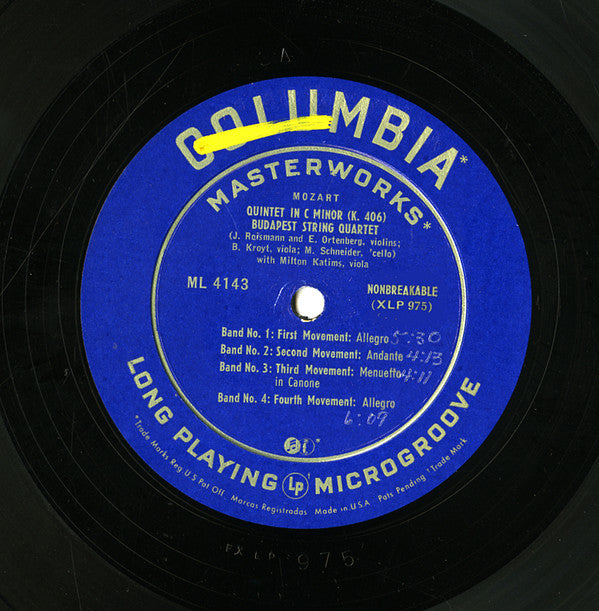 COLUMBIA*
MASTERWORKS*
MOZART
QUINTET IN C MINOR (K. 406)
BUDAPEST STRING QUARTET
(J. Roismann and E. Ortenberg, violins;
B. Kroyt, viola; M. Schneider, 'cello)
with Milton Katims, viola
ML 4143
NONBREAKABLE
(XLP 975)
Band No. 1: First Movement: Allegro 5:30
Band No. 2: Second Movement: Andante 4:13
Band No. 3: Third Movement: Menuetto 4:11
in Canone
Band No. 4: Fourth Movement: Allegro
6:09
LONG PLAYING Lp MICROGROOVE
*Trade Marks Reg. U S Pat Off. Marcas Registradas Made in U.S.A. Pats Pending *Trade Mark
975